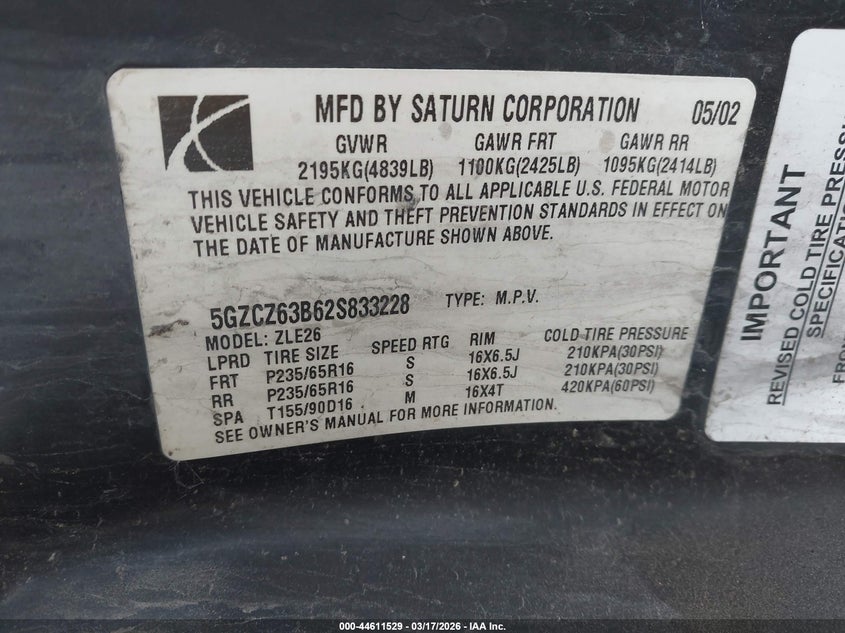 MFD BY SATURN CORPORATION 05/02
GVWR GAWR FRT GAWR RR
2195KG(4839LB) 1100KG(2425LB) 1095KG(2414LB)
THIS VEHICLE CONFORMS TO ALL APPLICABLE U.S. FEDERAL MOTOR
VEHICLE SAFETY AND THEFT PREVENTION STANDARDS IN EFFECT ON
THE DATE OF MANUFACTURE SHOWN ABOVE.
5GZCZ63B62S833228 TYPE: M.P.V.
MODEL: ZLE26
LPRD TIRE SIZE SPEED RTG RIM COLD TIRE PRESSURE
FRT P235/65R16 S 16X6.5J 210KPA(30PSI)
RR P235/65R16 S 16X6.5J 210KPA(30PSI)
SPA T155/90D16 M 16X4T 420KPA(60PSI)
SEE OWNER'S MANUAL FOR MORE INFORMATION.
IMPORTANT
REVISED COLD TIRE
SPECIFICATION
000-44611529 - 03/17/2026 - IAA Inc.